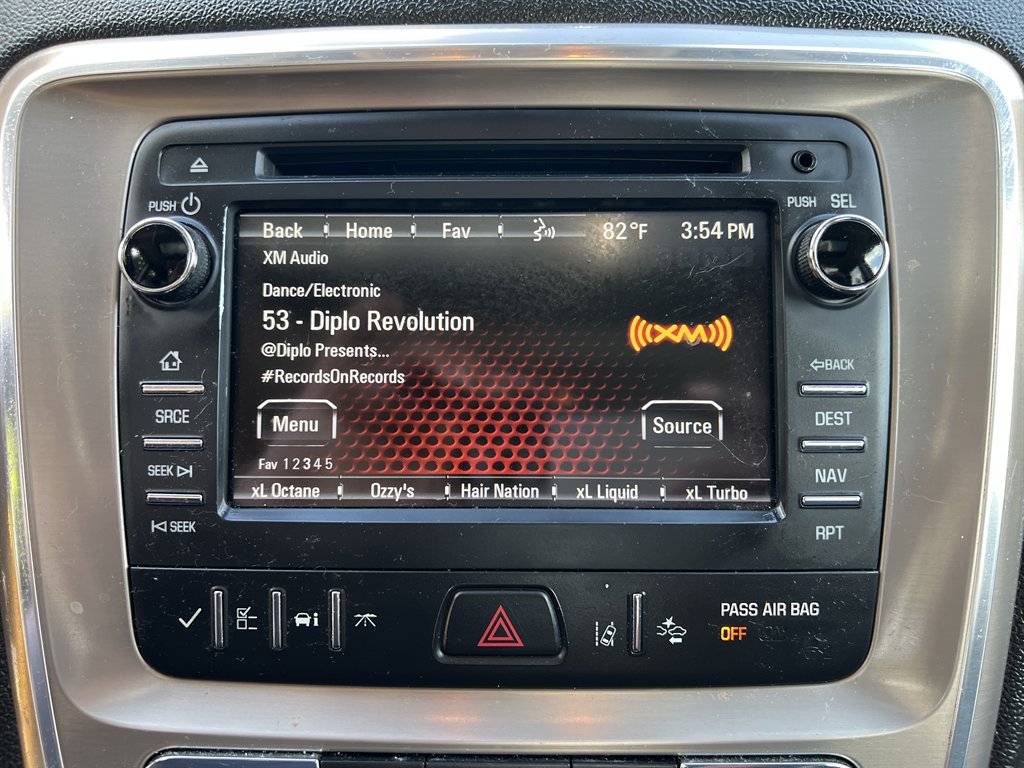 PUSH
PUSH SEL
Back Home Fav 82°F 3:54 PM
XM Audio
Dance/Electronic
53 - Diplo Revolution
XM
@Diplo Presents...
#RecordsOnRecords
BACK
SRCE
DEST
Menu Source
Fav 1 2 3 4 5
SEEK
NAV
xL Octane Ozzy's Hair Nation xL Liquid xL Turbo
SEEK
RPT
PASS AIR BAG
OFF